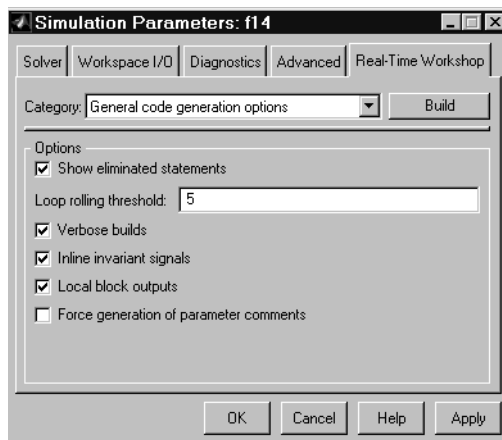 Simulation Parameters: f14
Solver Workspace I/O Diagnostics Advanced Real-Time Workshop
Category: General code generation options Build
Options
Show eliminated statements
Loop rolling threshold: 5
Verbose builds
Inline invariant signals
Local block outputs
Force generation of parameter comments
OK Cancel Help Apply